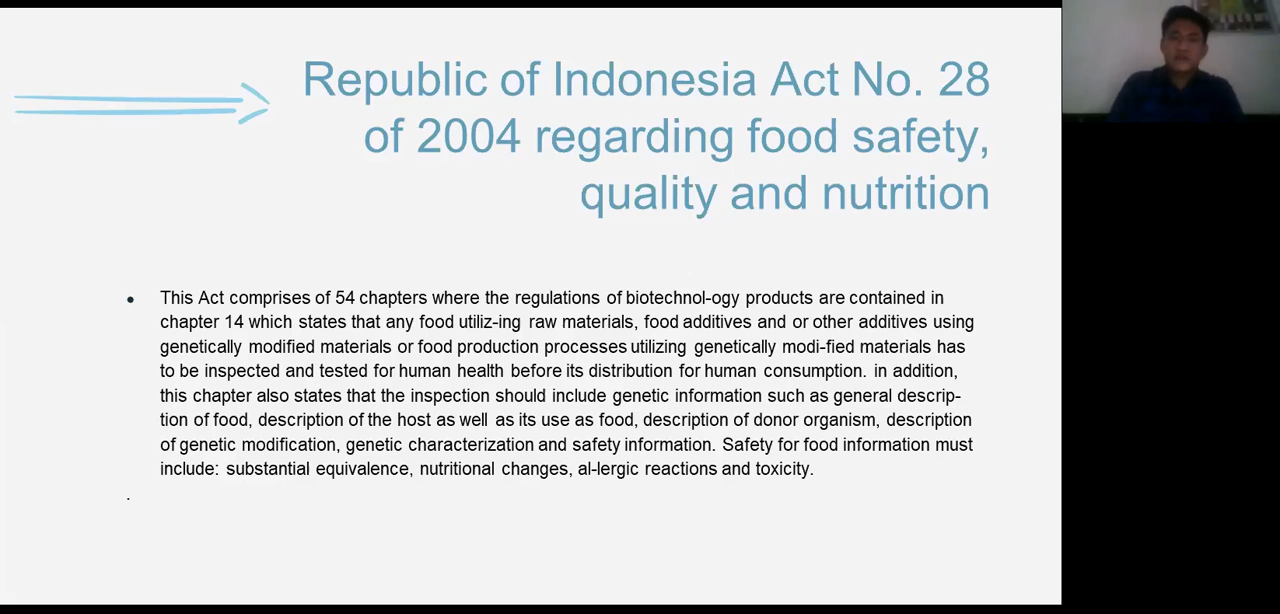 Republic of Indonesia Act No. 28
of 2004 regarding food safety,
quality and nutrition
This Act comprises of 54 chapters where the regulations of biotechnol-ogy products are contained in
chapter 14 which states that any food utiliz-ing raw materials, food additives and or other additives using
genetically modified materials or food production processes utilizing genetically modi-fied materials has
to be inspected and tested for human health before its distribution for human consumption. in addition,
this chapter also states that the inspection should include genetic information such as general descrip-
tion of food, description of the host as well as its use as food, description of donor organism, description
of genetic modification, genetic characterization and safety information. Safety for food information must
include: substantial equivalence, nutritional changes, al-lergic reactions and toxicity.
.